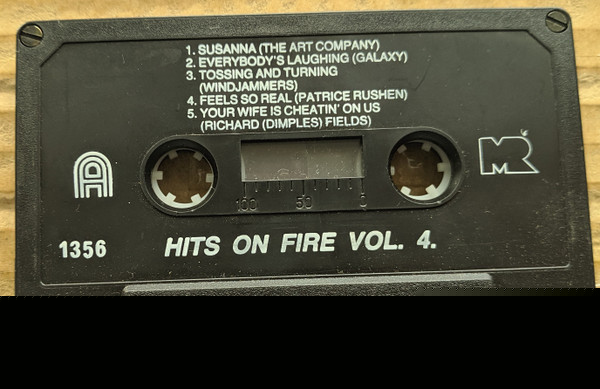 1. SUSANNA (THE ART COMPANY)
2. EVERYBODY'S LAUGHING (GALAXY)
3. TOSSING AND TURNING
(WINDJAMMERS)
4. FEELS SO REAL (PATRICE RUSHEN)
5. YOUR WIFE IS CHEATIN' ON US
(RICHARD (DIMPLES) FIELDS)
A
MR
100 50 0
1356
HITS ON FIRE VOL. 4.